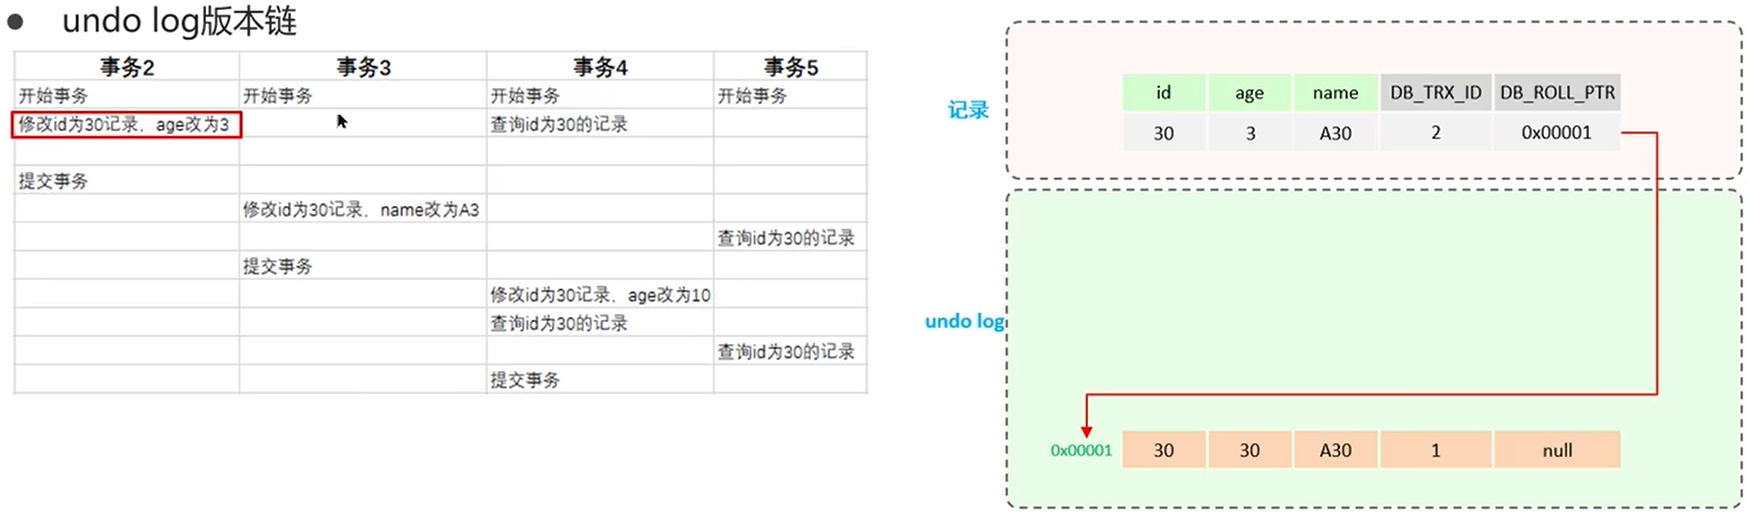 undo log版本链
事务2 事务3 事务4 事务5
开始事务 开始事务 开始事务 开始事务
修改id为30记录，age改为3 查询id为30的记录
提交事务
修改id为30记录，name改为A3
查询id为30的记录
提交事务
修改id为30记录，age改为10
查询id为30的记录
查询id为30的记录
提交事务
记录
id age name DB_TRX_ID DB_ROLL_PTR
30 3 A30 2 0x00001
undo log
0x00001 30 30 A30 1 null